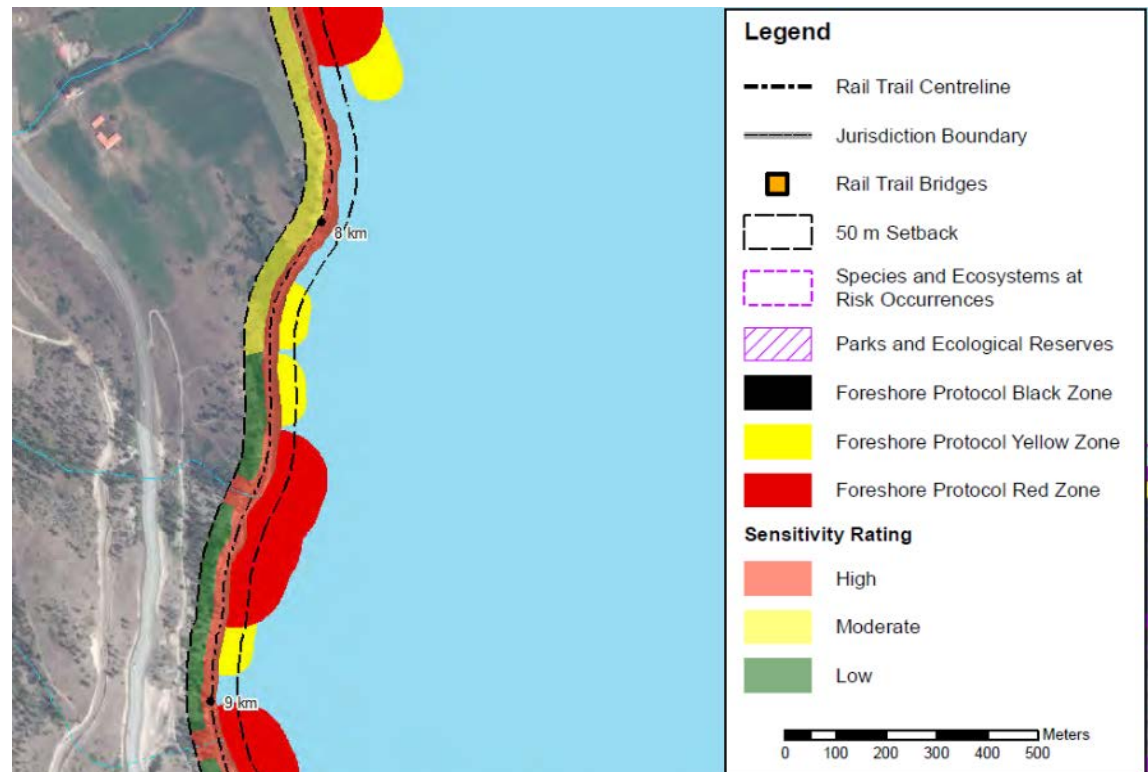 8 km
9 km
Legend
Rail Trail Centreline
Jurisdiction Boundary
Rail Trail Bridges
50 m Setback
Species and Ecosystems at
Risk Occurrences
Parks and Ecological Reserves
Foreshore Protocol Black Zone
Foreshore Protocol Yellow Zone
Foreshore Protocol Red Zone
Sensitivity Rating
High
Moderate
Low
Meters
0 100 200 300 400 500